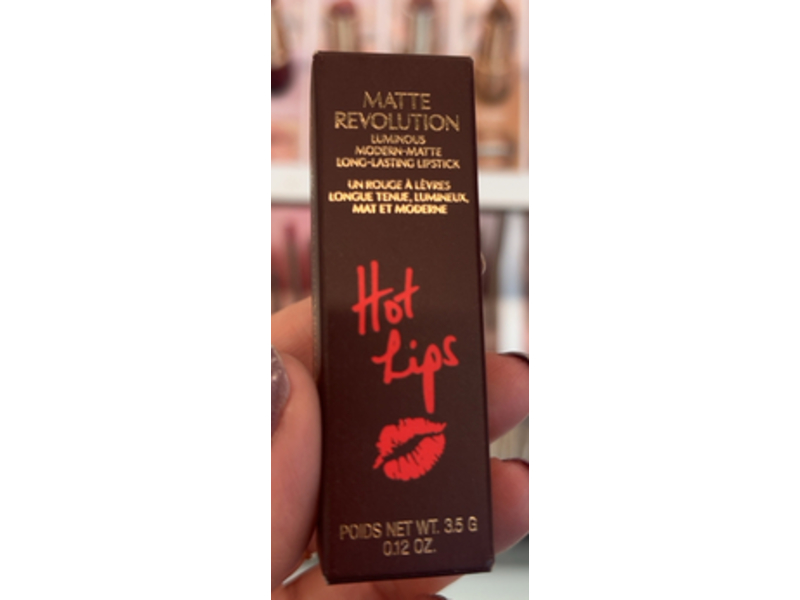 MATTE
REVOLUTION
LUMINOUS
MODERN-MATTE
LONG-LASTING LIPSTICK
UN ROUGE À LÈVRES
LONGUE TENUE, LUMINEUX,
MAT ET MODERNE
Hot
Lips
POIDS NET WT. 3.5 G
0.12 OZ.